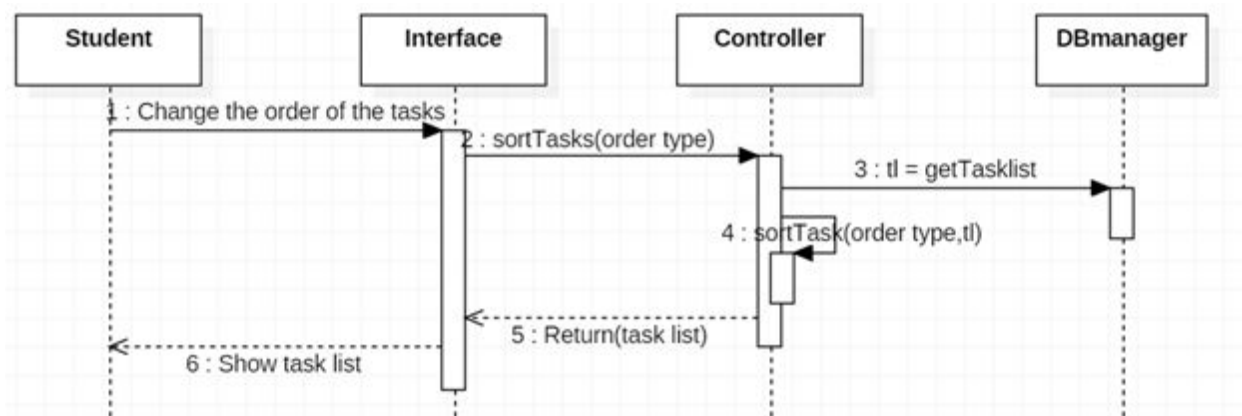 Student
Interface
Controller
DBmanager
1 : Change the order of the tasks
2 : sortTasks(order type)
3 : tl = getTasklist
4 : sortTask(order type,tl)
5 : Return(task list)
6 : Show task list